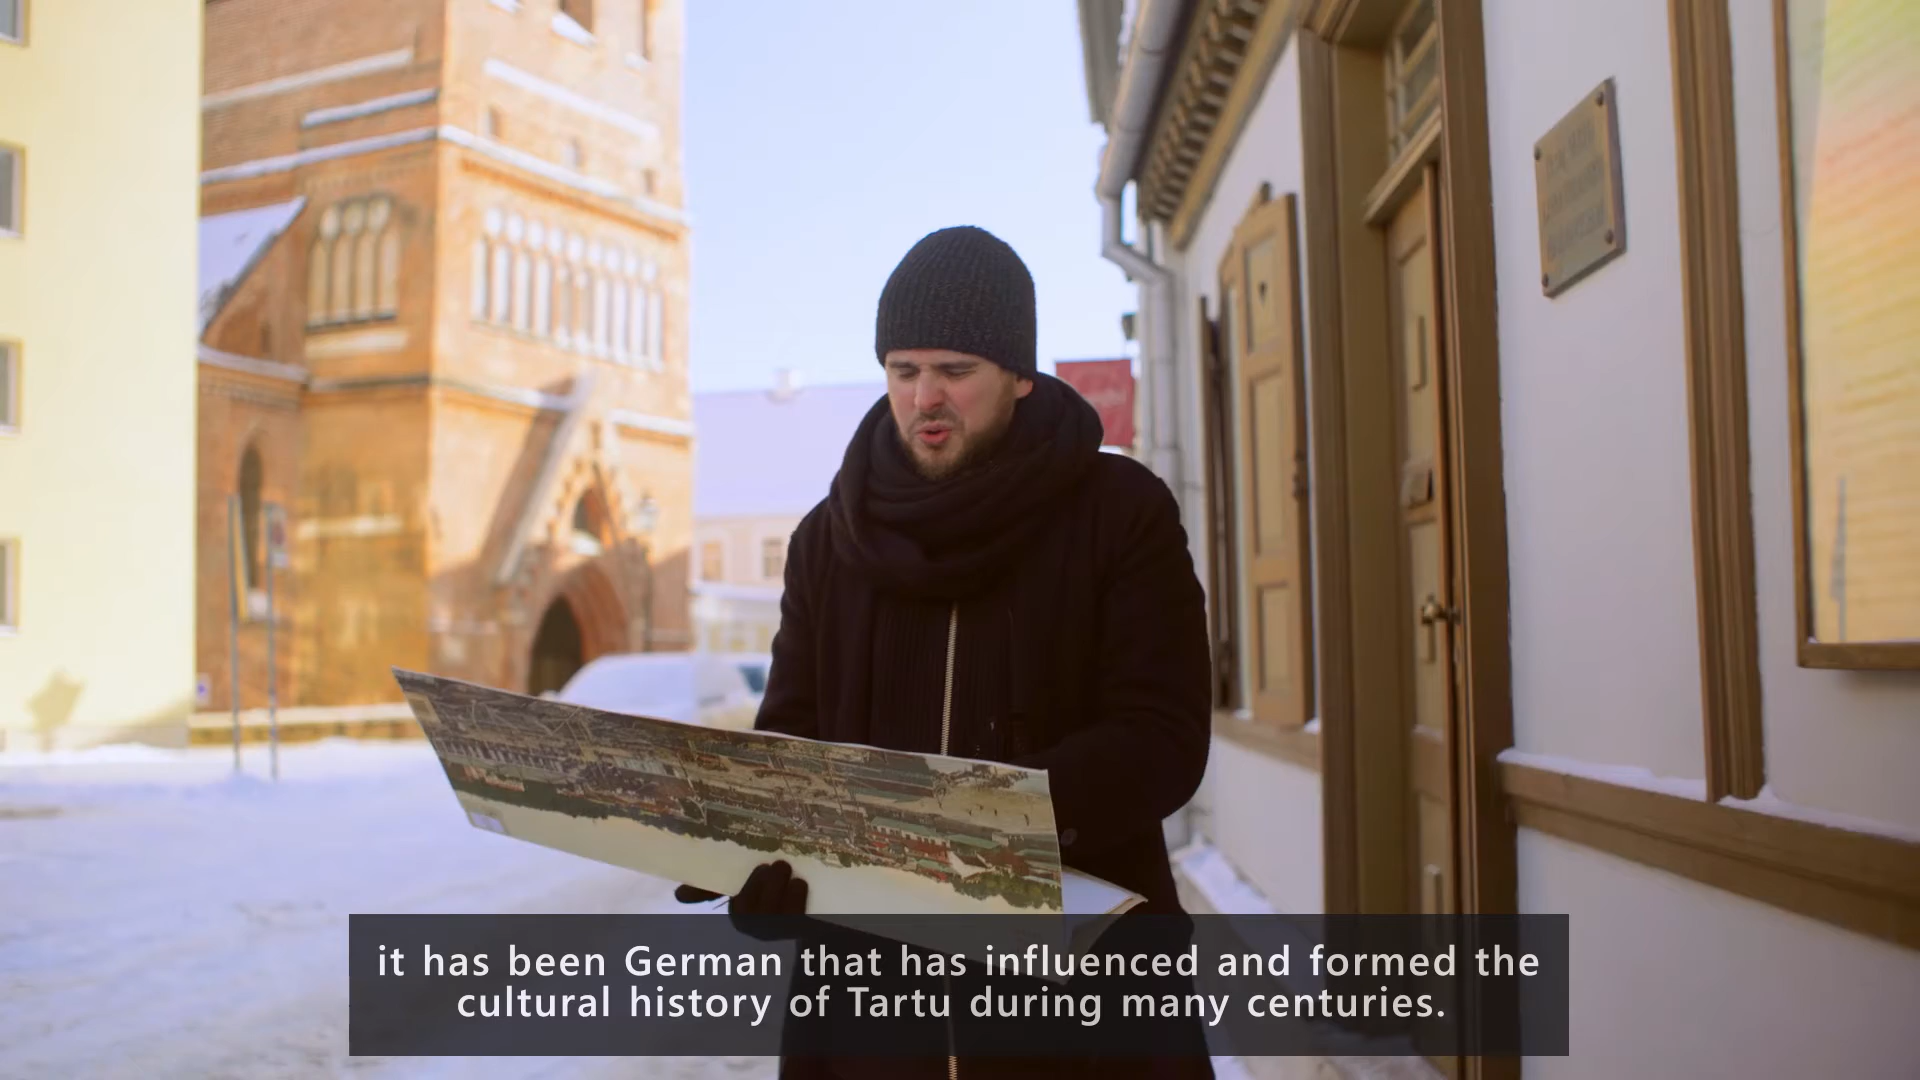 it has been German that has influenced and formed the
cultural history of Tartu during many centuries.